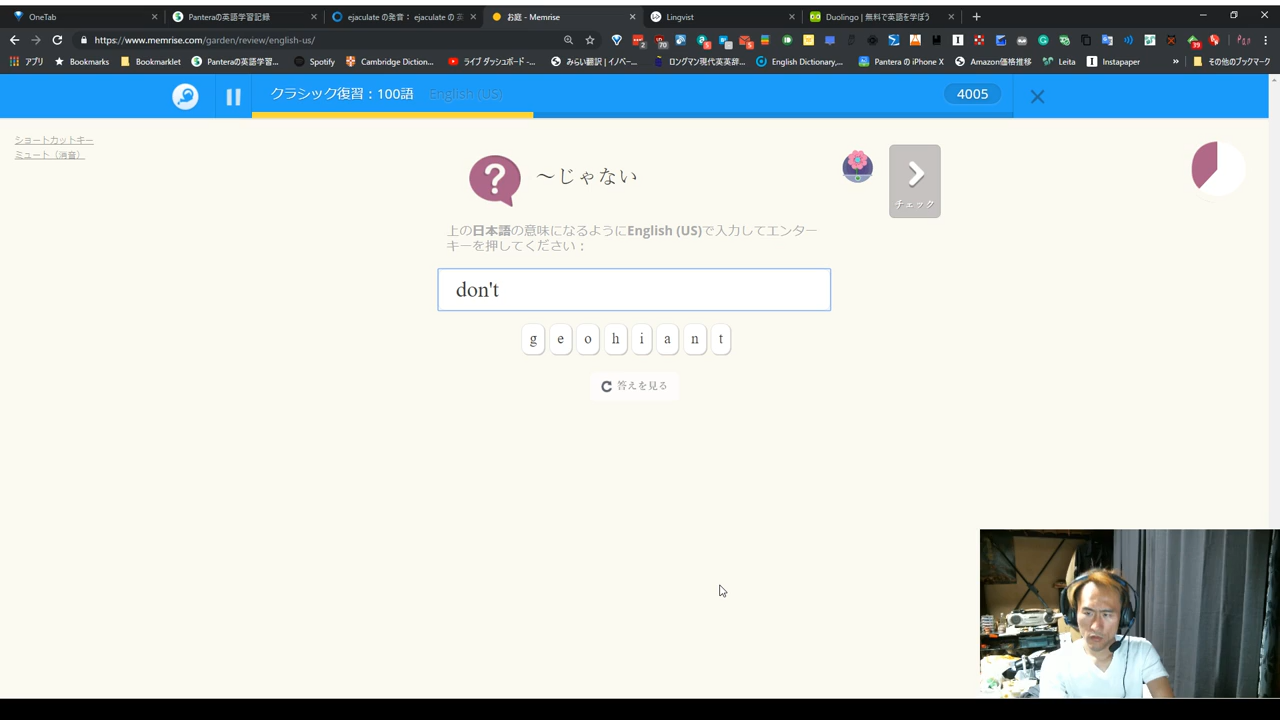 OneTab
Panteraの英語学習記録
ejaculate の発音： ejaculate の 英
お庭 - Memrise
Lingvist
Duolingo | 無料で英語を学ぼう
https://www.memrise.com/garden/review/english-us/
アプリ
Bookmarks
Bookmarklet
Panteraの英語学習...
Spotify
Cambridge Diction...
ライブ ダッシュボード -...
みらい翻訳 | イノベー...
ロングマン現代英英辞...
English Dictionary,...
Pantera の iPhone X
Amazon価格推移
Leita
Instapaper
»
その他のブックマーク
クラシック復習：100語
English (US)
4005
ショートカットキー
ミュート（消音）
～じゃない
チェック
上の日本語の意味になるようにEnglish (US)で入力してエンター
キーを押してください：
don't
g e o h i a n t
答えを見る